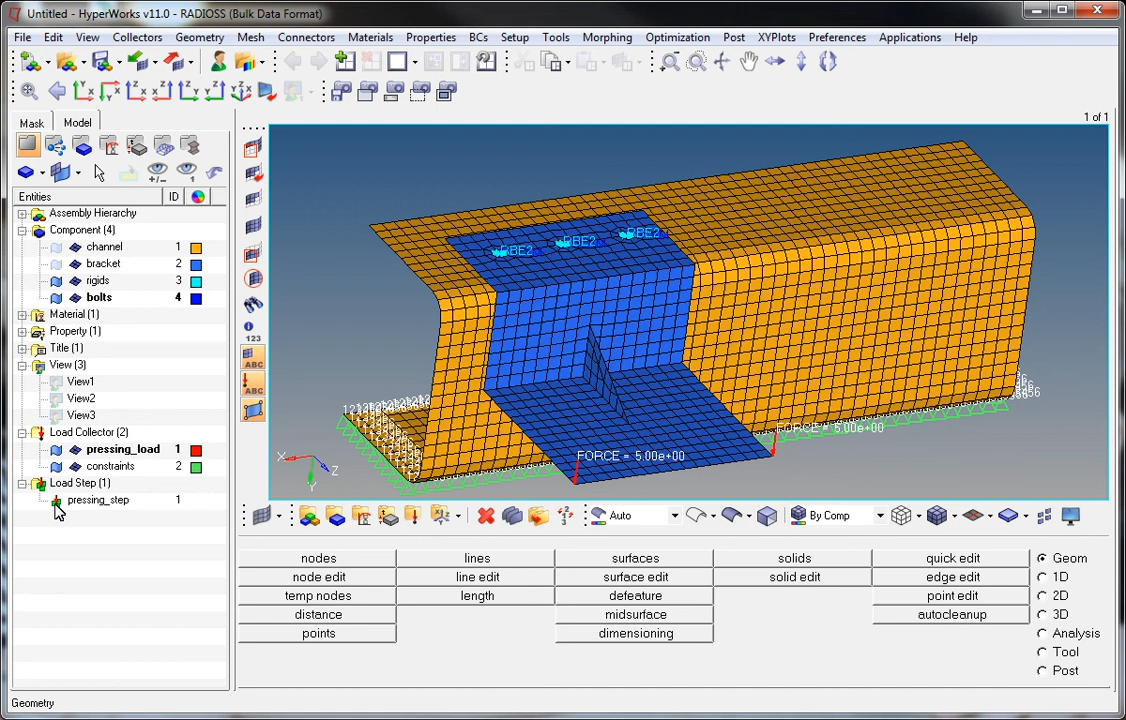 Untitled - HyperWorks v11.0 - RADIOSS (Bulk Data Format)
File Edit View Collectors Geometry Mesh Connectors Materials Properties BCs Setup Tools Morphing Optimization Post XYPlots Preferences Applications Help
Mask Model
1 of 1
Entities ID
Assembly Hierarchy
Component (4)
channel 1
bracket 2
rigids 3
bolts 4
Material (1)
Property (1)
Title (1)
View (3)
View1
View2
View3
Load Collector (2)
pressing_load 1
constraints 2
Load Step (1)
pressing_step 1
123
ABC
ABC
RBE2
RBE2
RBE2
FORCE = 5.00e+00
FORCE = 5.00e+00
X Z Y
Auto By Comp
nodes lines surfaces solids quick edit Geom
node edit line edit surface edit solid edit edge edit 1D
temp nodes length defeature point edit 2D
distance midsurface autocleanup 3D
points dimensioning Analysis
Tool
Post
Geometry